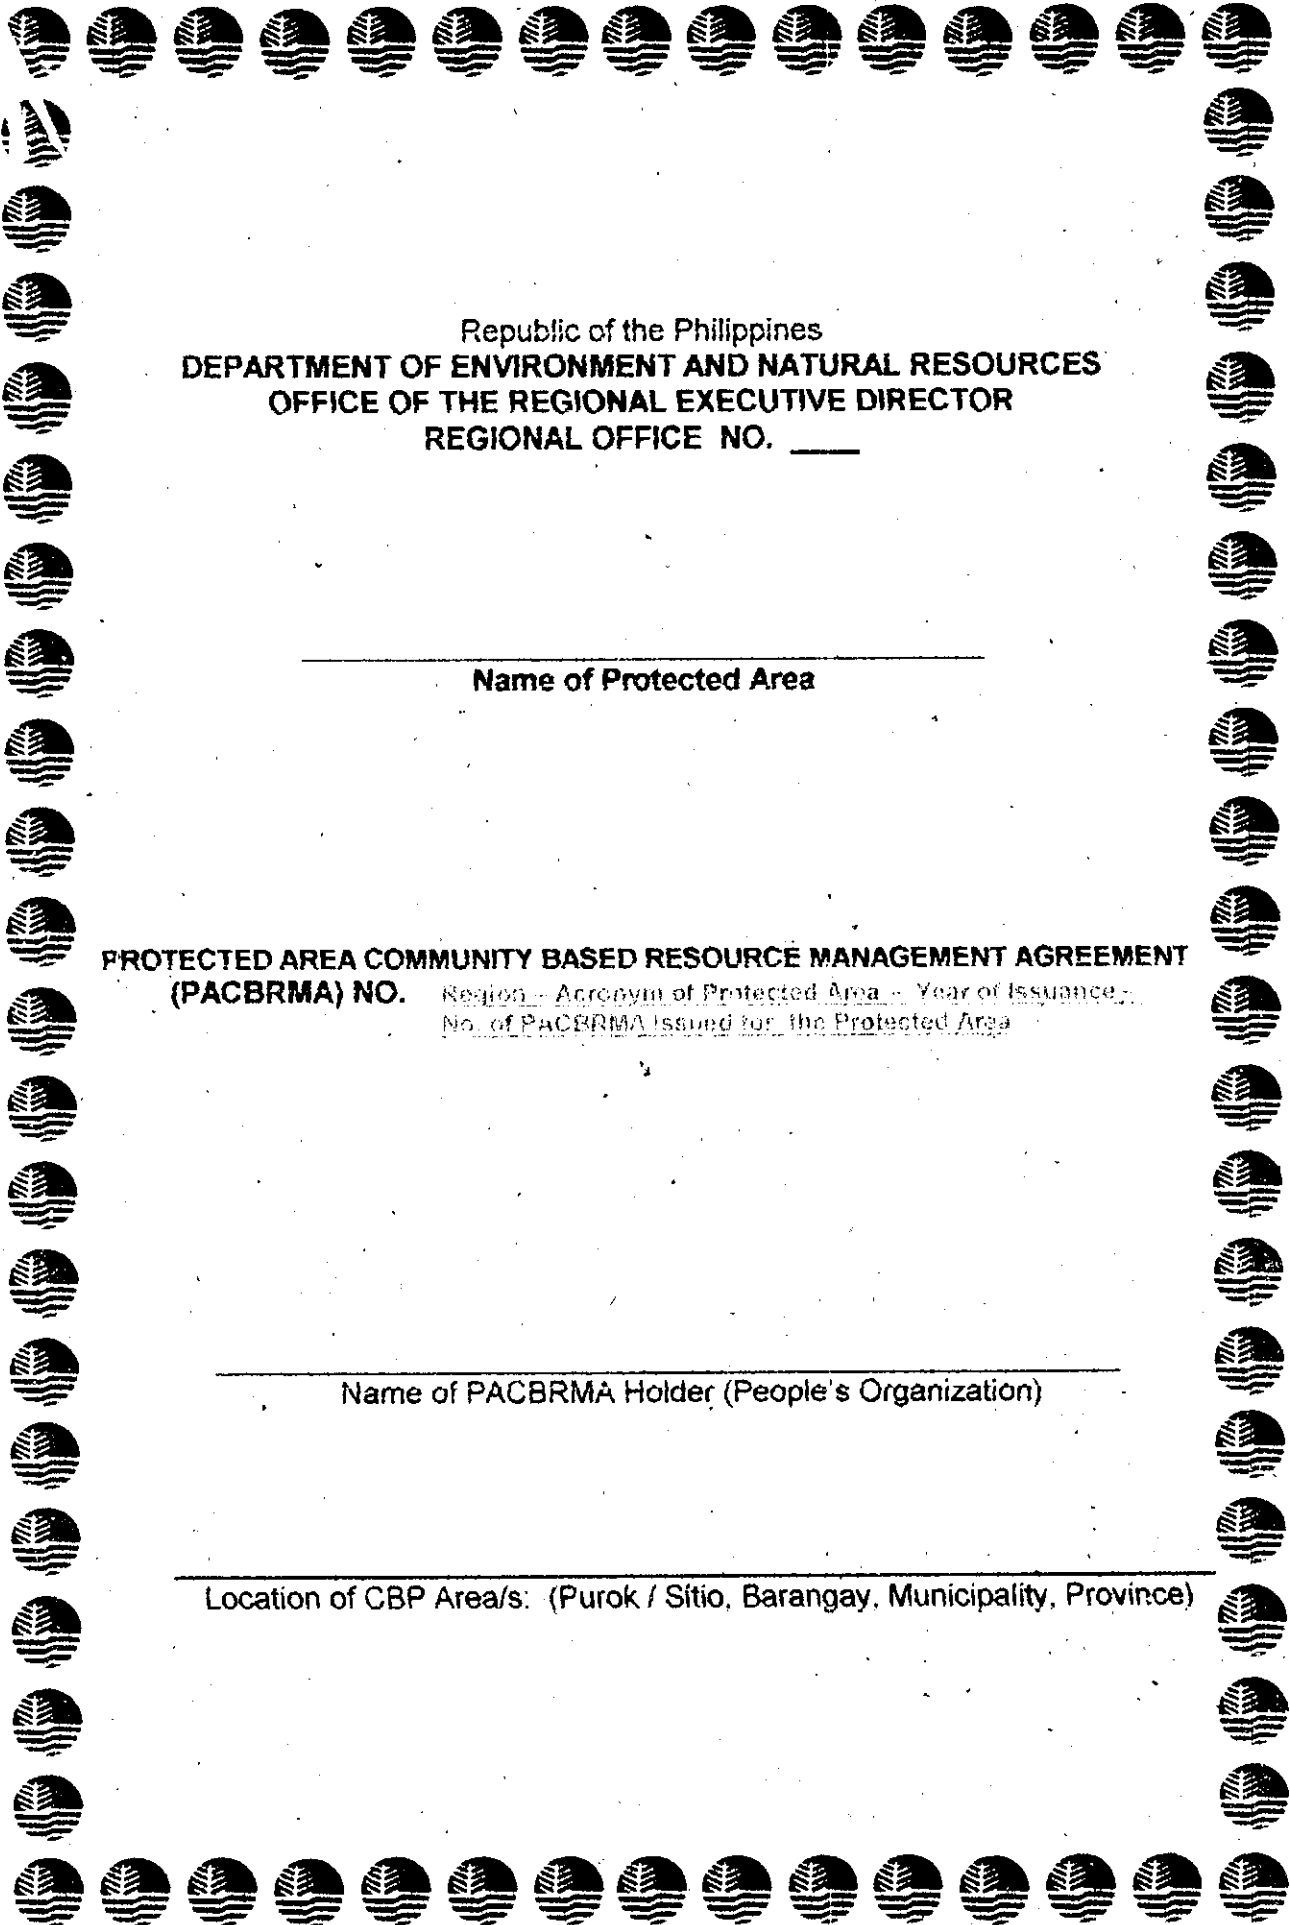 Republic of the Philippines
DEPARTMENT OF ENVIRONMENT AND NATURAL RESOURCES
OFFICE OF THE REGIONAL EXECUTIVE DIRECTOR
REGIONAL OFFICE NO. ____
Name of Protected Area
PROTECTED AREA COMMUNITY BASED RESOURCE MANAGEMENT AGREEMENT
(PACBRMA) NO. Region - Acronym of Protected Area - Year of Issuance -
No. of PACBRMA Issued for the Protected Area
Name of PACBRMA Holder (People's Organization)
Location of CBP Area/s: (Purok / Sitio, Barangay, Municipality, Province)